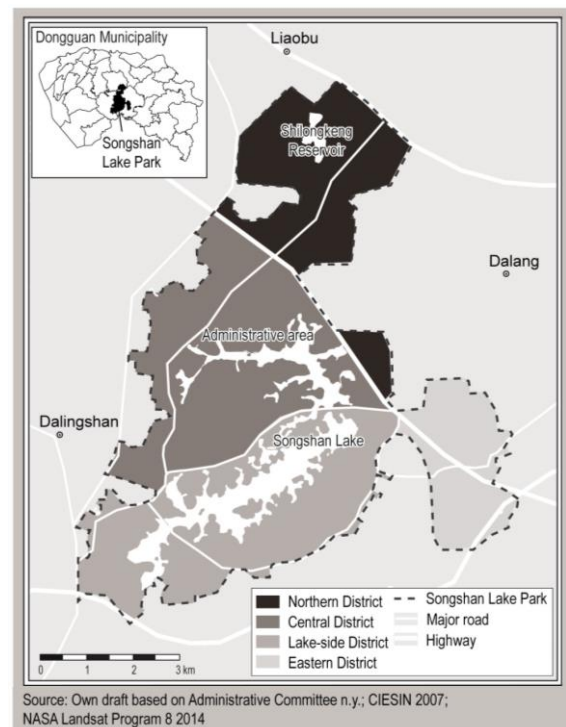 Dongguan Municipality
Songshan
Lake Park
Liaobu
Shilongkeng
Reservoir
Dalang
Administrative area
Dalingshan
Songshan Lake
Northern District
Central District
Lake-side District
Eastern District
Songshan Lake Park
Major road
Highway
0 1 2 3 km
Source: Own draft based on Administrative Committee n.y.; CIESIN 2007;
NASA Landsat Program 8 2014